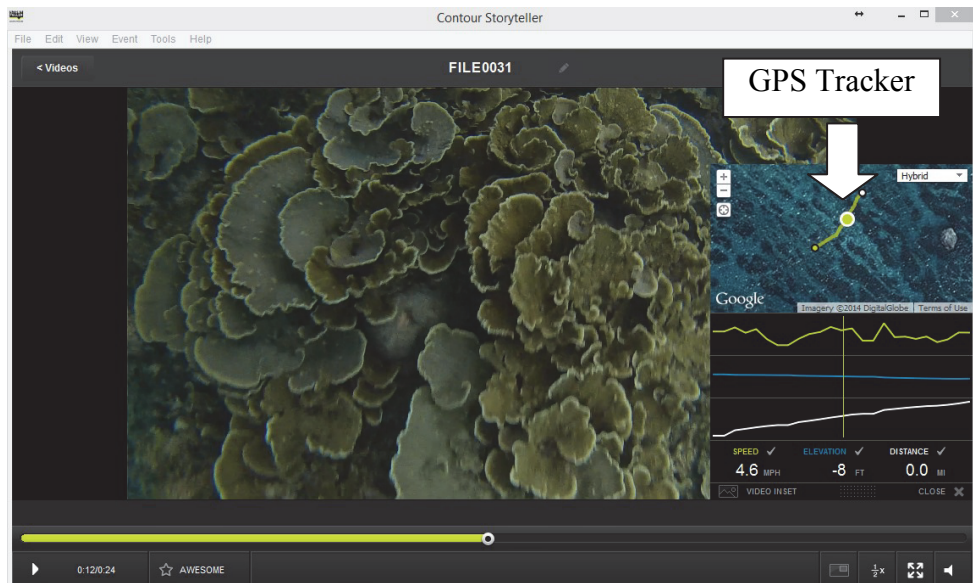 Contour Storyteller
File Edit View Event Tools Help
< Videos
FILE0031
GPS Tracker
+
Hybrid
−
Google
Imagery ©2014 DigitalGlobe Terms of Use
SPEED ✓ ELEVATION ✓ DISTANCE ✓
4.6 MPH -8 FT 0.0 MI
VIDEO INSET CLOSE
0:12/0:24 AWESOME ½x